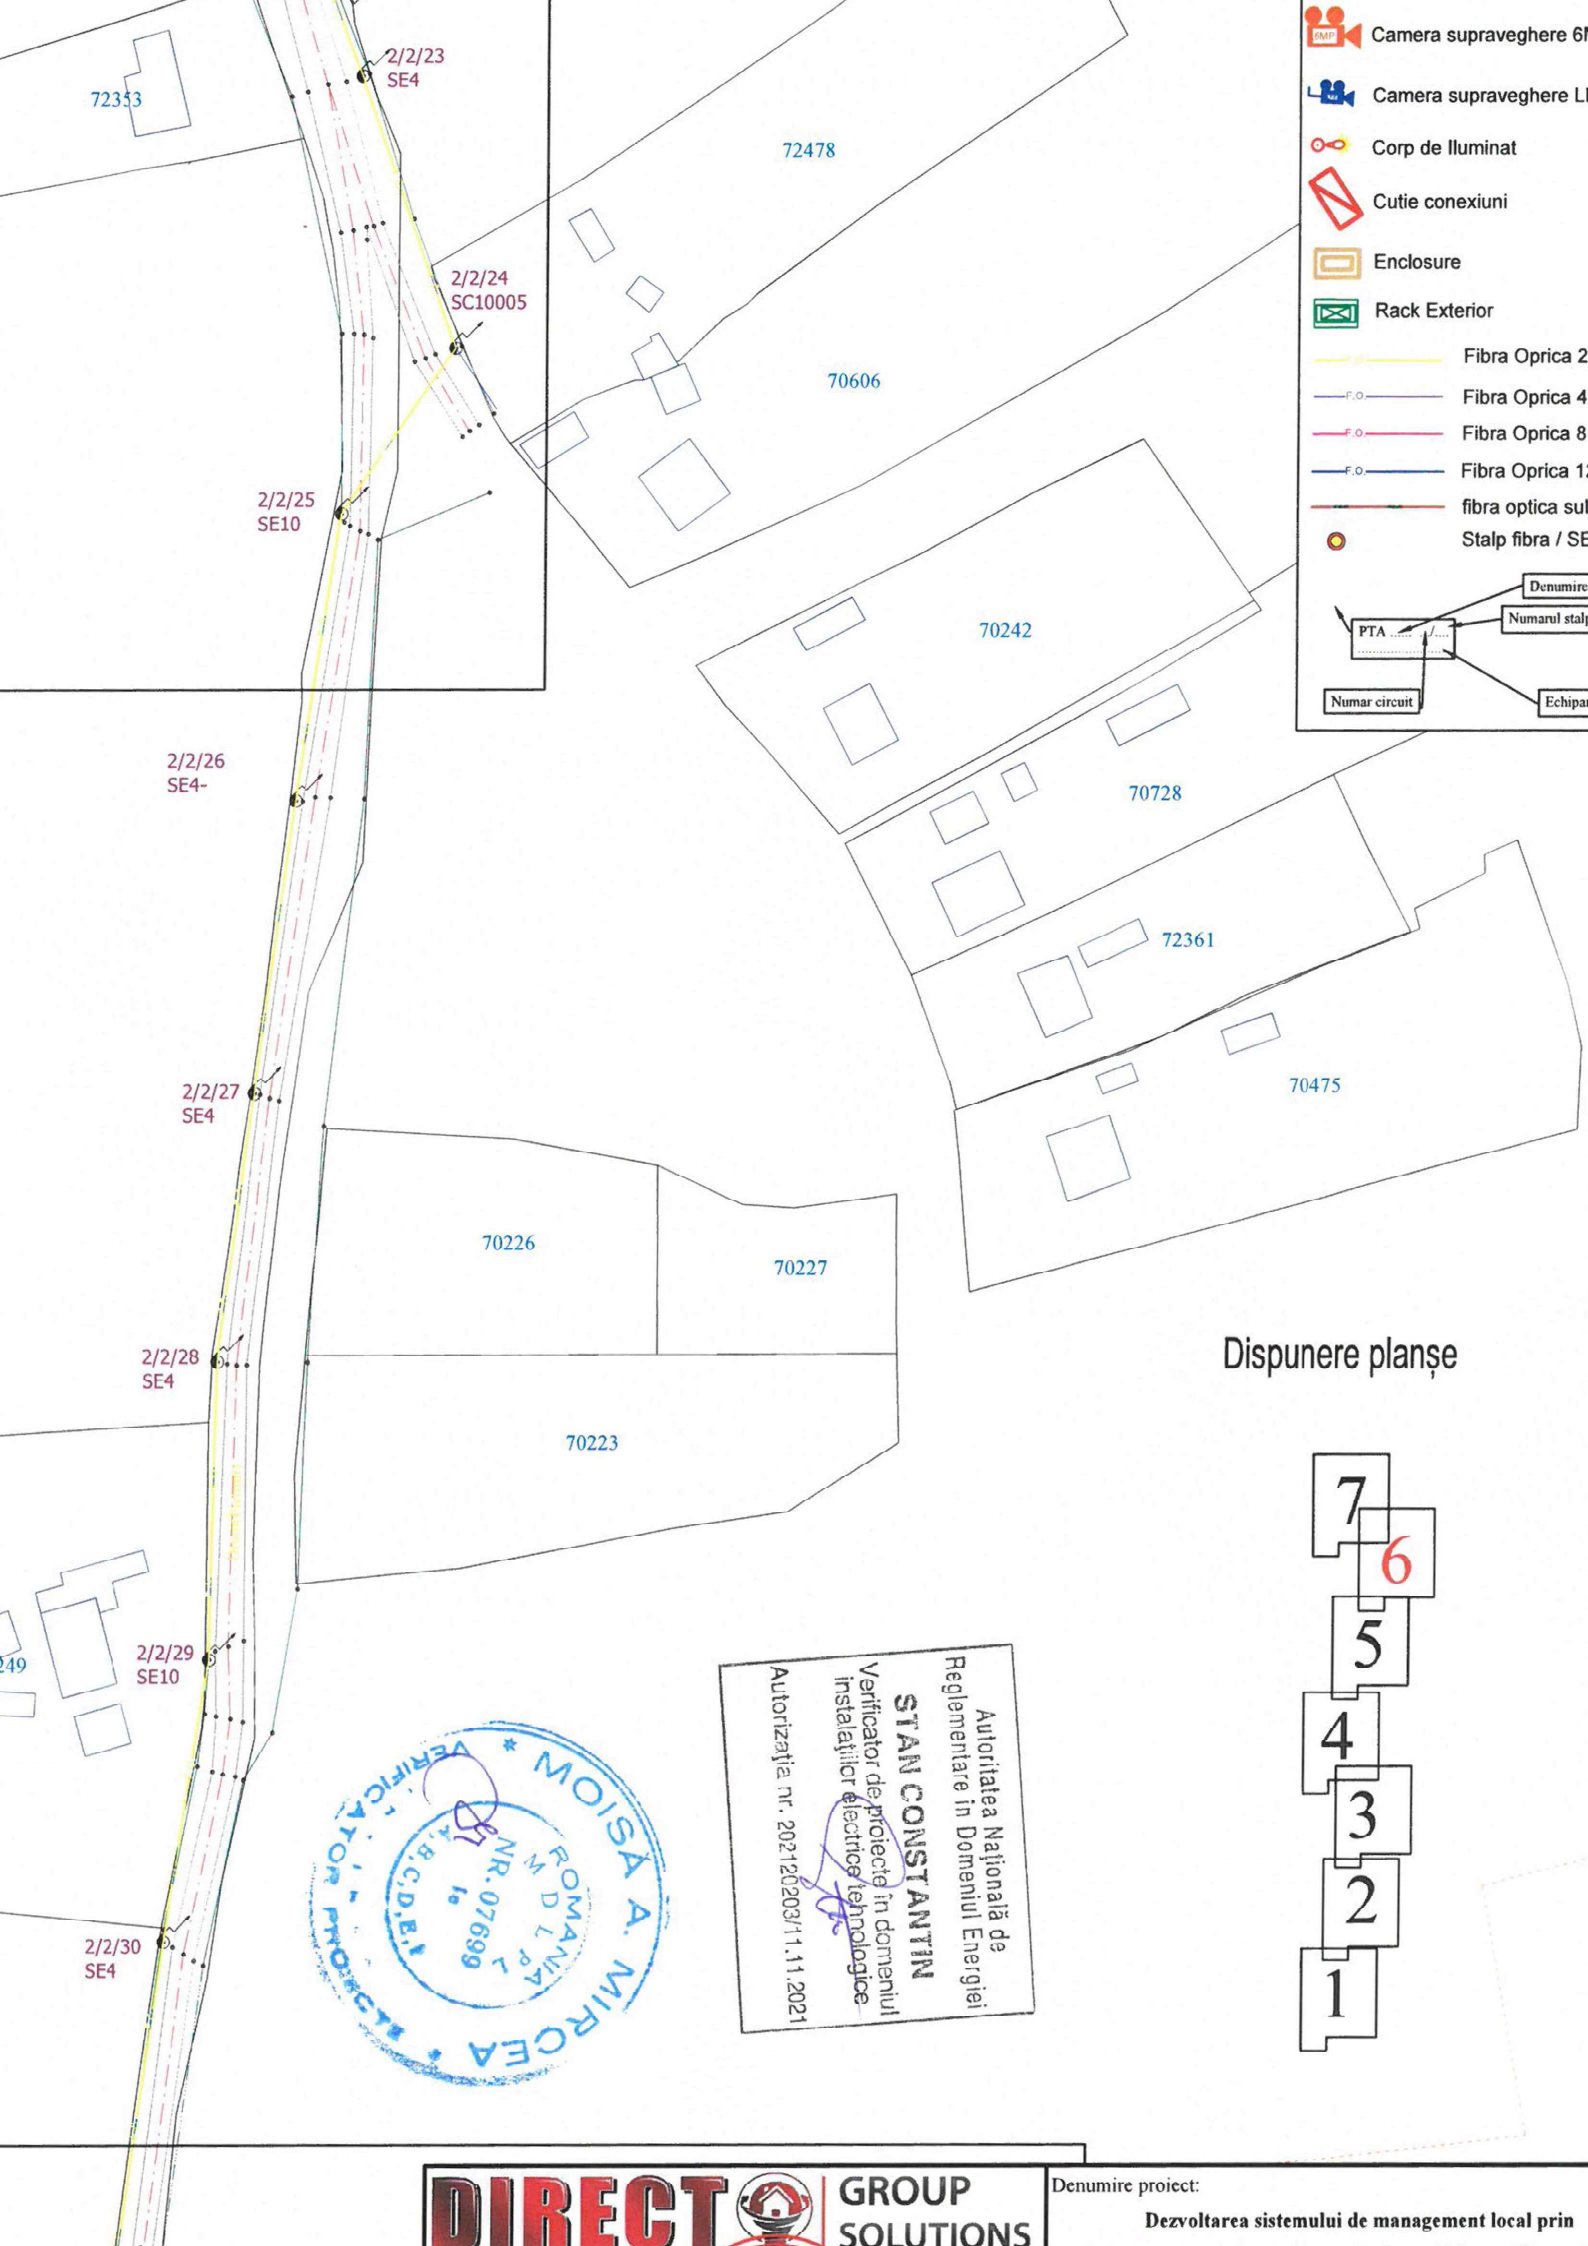 2/2/23
SE4
72353
72478
2/2/24
SC10005
70606
2/2/25
SE10
70242
2/2/26
SE4-
70728
72361
2/2/27
SE4
70475
70226
70227
2/2/28
SE4
70223
2/2/29
SE10
249
2/2/30
SE4
6MP
Camera supraveghere 6
Camera supraveghere
Corp de Iluminat
Cutie conexiuni
Enclosure
Rack Exterior
Fibra Oprica 2
F.O. Fibra Oprica 4
F.O. Fibra Oprica 8
F.O. Fibra Oprica 12
fibra optica
Stalp fibra / SE
Denumire
Numarul stalp
PTA ...... /...
Numar circuit
Echipa
Dispunere planșe
7
6
5
4
3
2
1
Autoritatea Națională de
Reglementare în Domeniul Energiei
STAN CONSTANTIN
Verificator de proiecte în domeniul
instalațiilor electrice tehnologice
Autorizația nr. 202120203/11.11.2021
* MOISĂ A. MIRCEA *
VERIFICATOR
ROMANIA
M D L P A
NR. 07699
DIRECT
GROUP
SOLUTIONS
Denumire proiect:
Dezvoltarea sistemului de management local prin